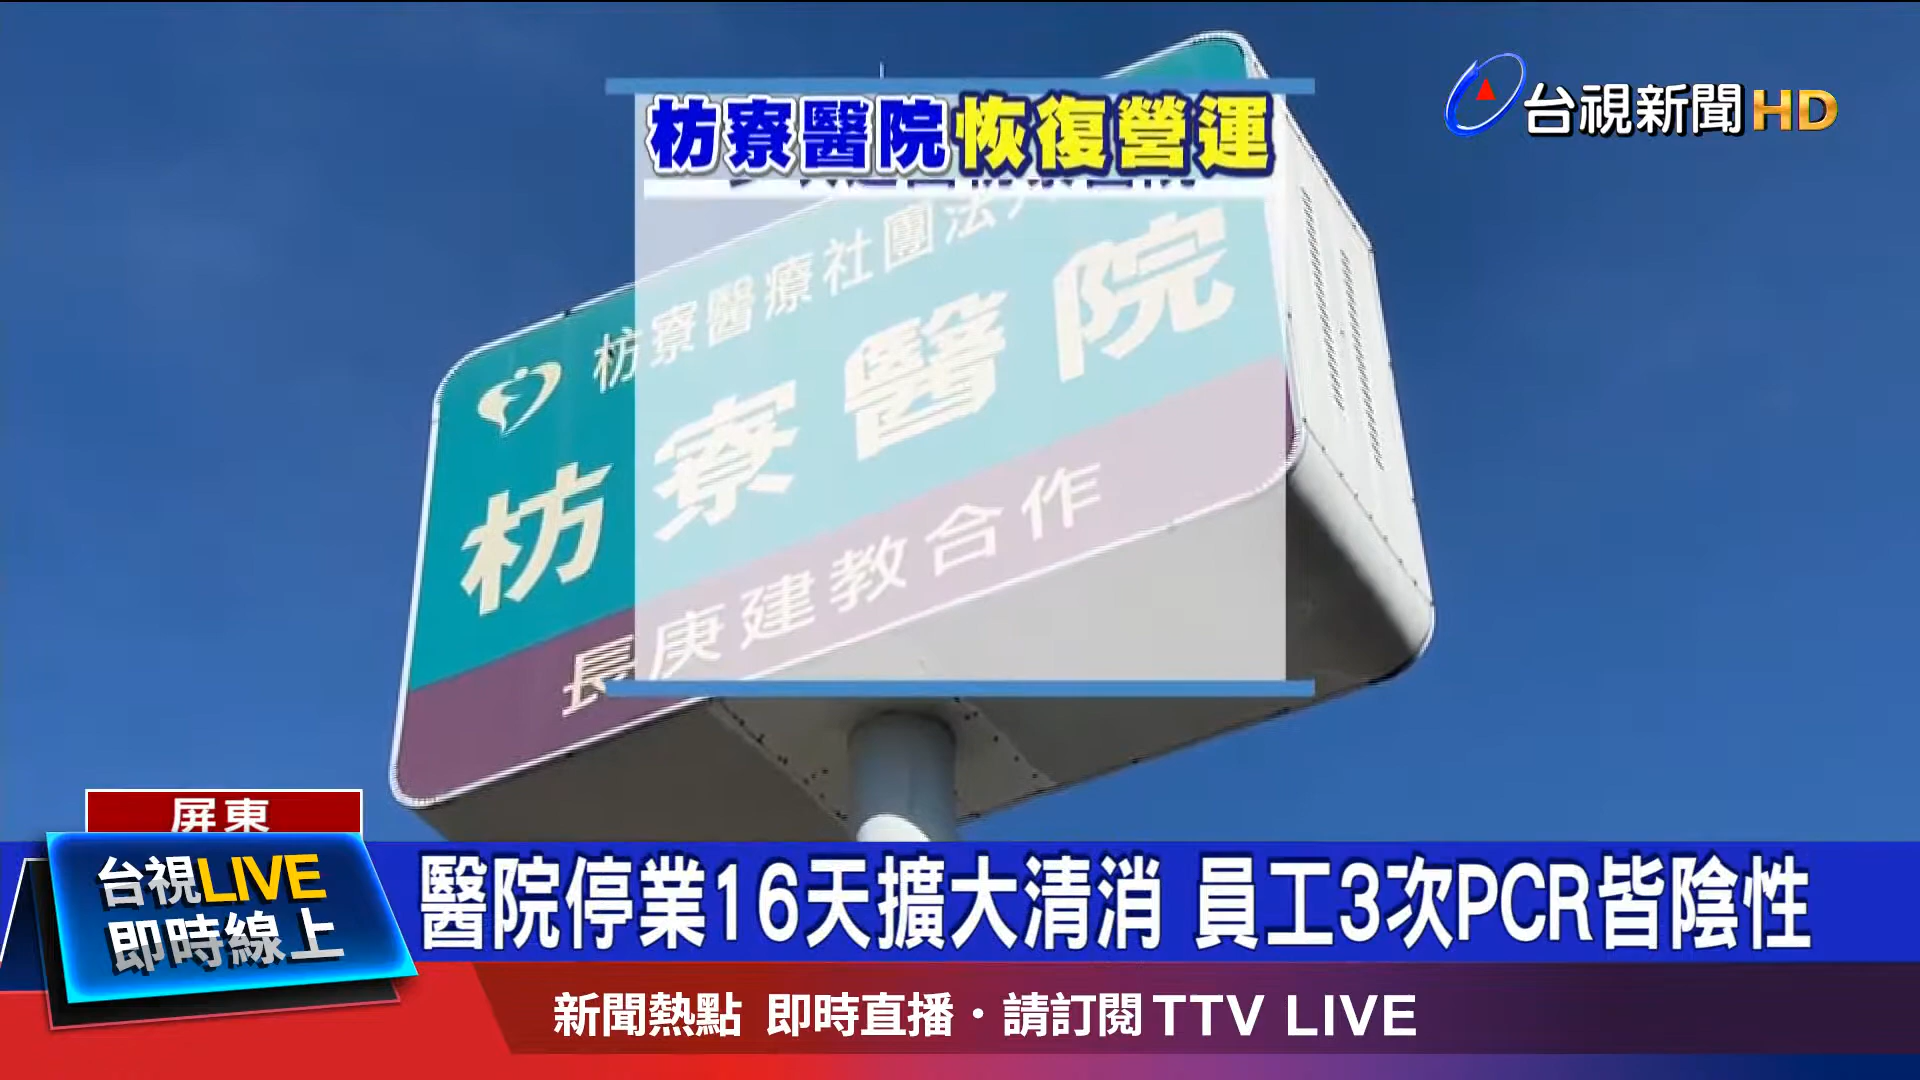 台視新聞HD
枋寮醫院恢復營運
枋寮醫療社團法人
枋寮醫院
長庚建教合作
屏東
台視LIVE
即時線上
醫院停業16天擴大清消 員工3次PCR皆陰性
新聞熱點 即時直播・請訂閱TTV LIVE